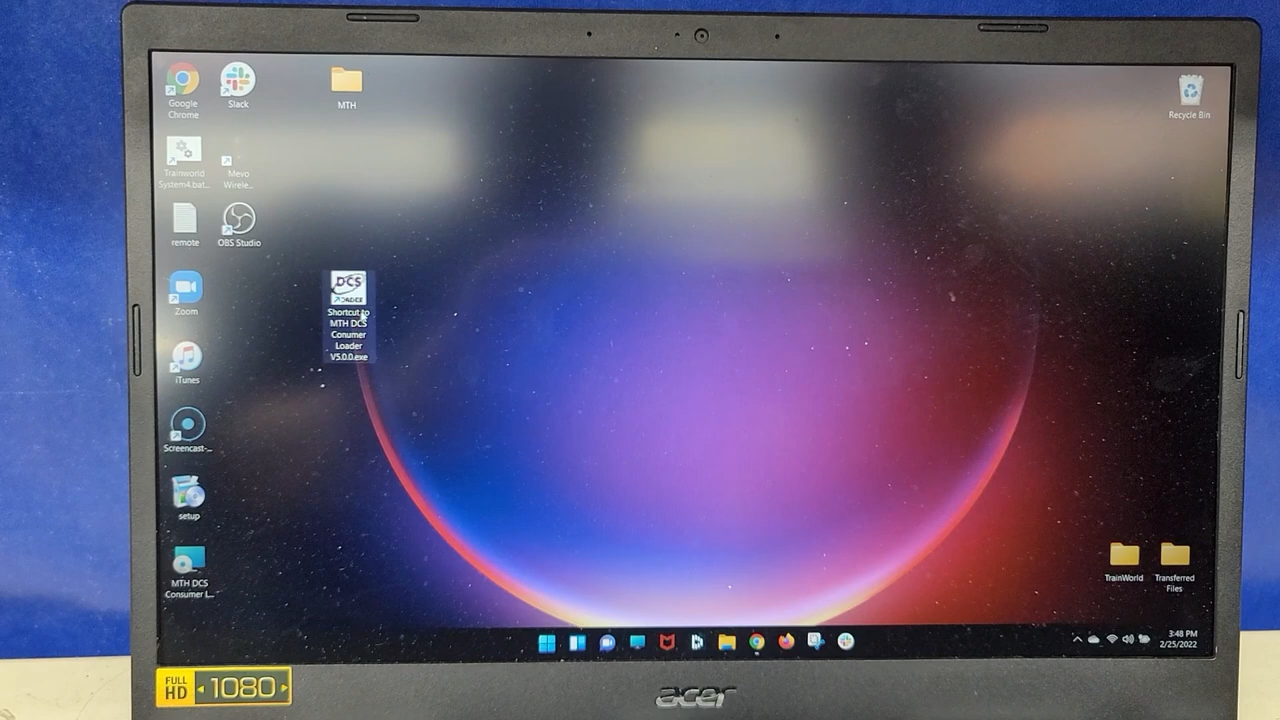 Google
Chrome
Slack
MTH
Recycle Bin
Trainworld
System4.bat...
Mevo
Wirele...
remote
OBS Studio
Zoom
DCS
Shortcut to
MTH DCS
Conumer
Loader
V5.0.0.exe
iTunes
Screencast-...
setup
MTH DCS
Consumer L...
TrainWorld
Transferred
Files
3:48 PM
2/25/2022
FULL
HD
1080
acer